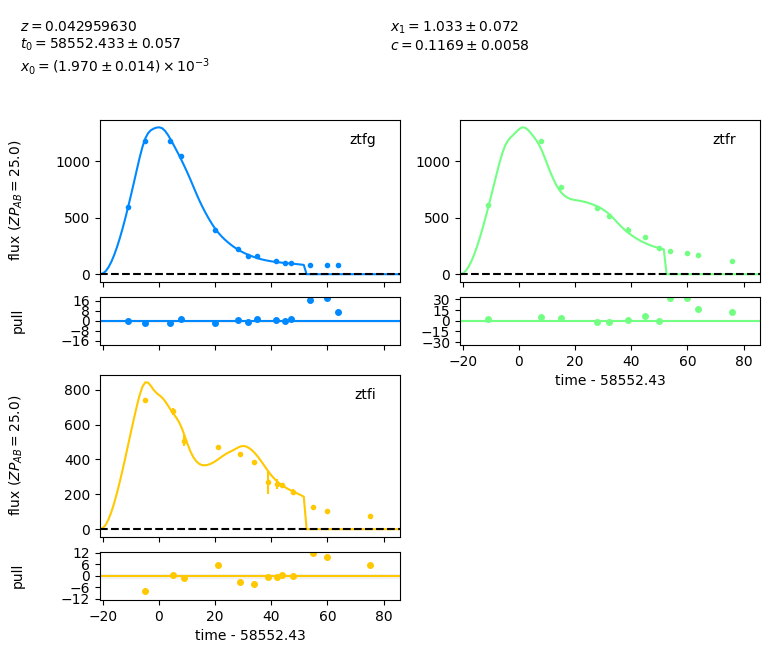 z = 0.042959630
t₀ = 58552.433 ± 0.057
x₀ = (1.970 ± 0.014) × 10⁻³
x₁ = 1.033 ± 0.072
c = 0.1169 ± 0.0058
ztfg
flux (ZP_AB = 25.0)
1000
500
0
pull
16
8
0
−8
−16
ztfr
1000
500
0
30
15
0
−15
−30
−20 0 20 40 60 80
time - 58552.43
ztfi
flux (ZP_AB = 25.0)
800
600
400
200
0
pull
12
6
0
−6
−12
−20 0 20 40 60 80
time - 58552.43